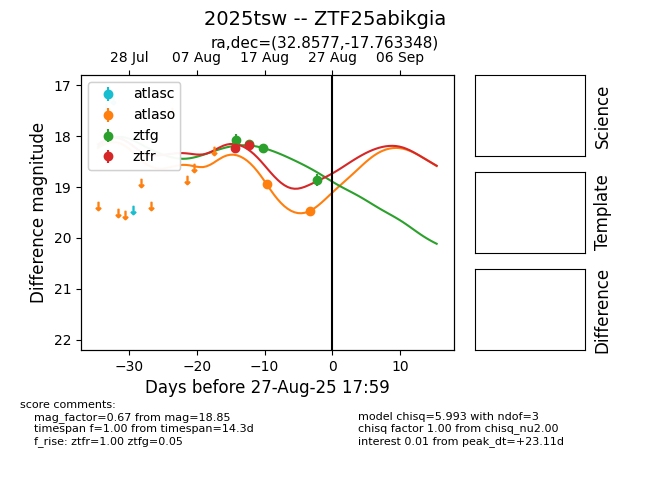 2025tsw -- ZTF25abikgia
ra,dec=(32.8577,-17.763348)
28 Jul 07 Aug 17 Aug 27 Aug 06 Sep
atlasc
atlaso
ztfg
ztfr
17
18
19
20
21
22
Difference magnitude
−30 −20 −10 0 10
Days before 27-Aug-25 17:59
Science
Template
Difference
score comments:
mag_factor=0.67 from mag=18.85
timespan f=1.00 from timespan=14.3d
f_rise: ztfr=1.00 ztfg=0.05
model chisq=5.993 with ndof=3
chisq factor 1.00 from chisq_nu2.00
interest 0.01 from peak_dt=+23.11d